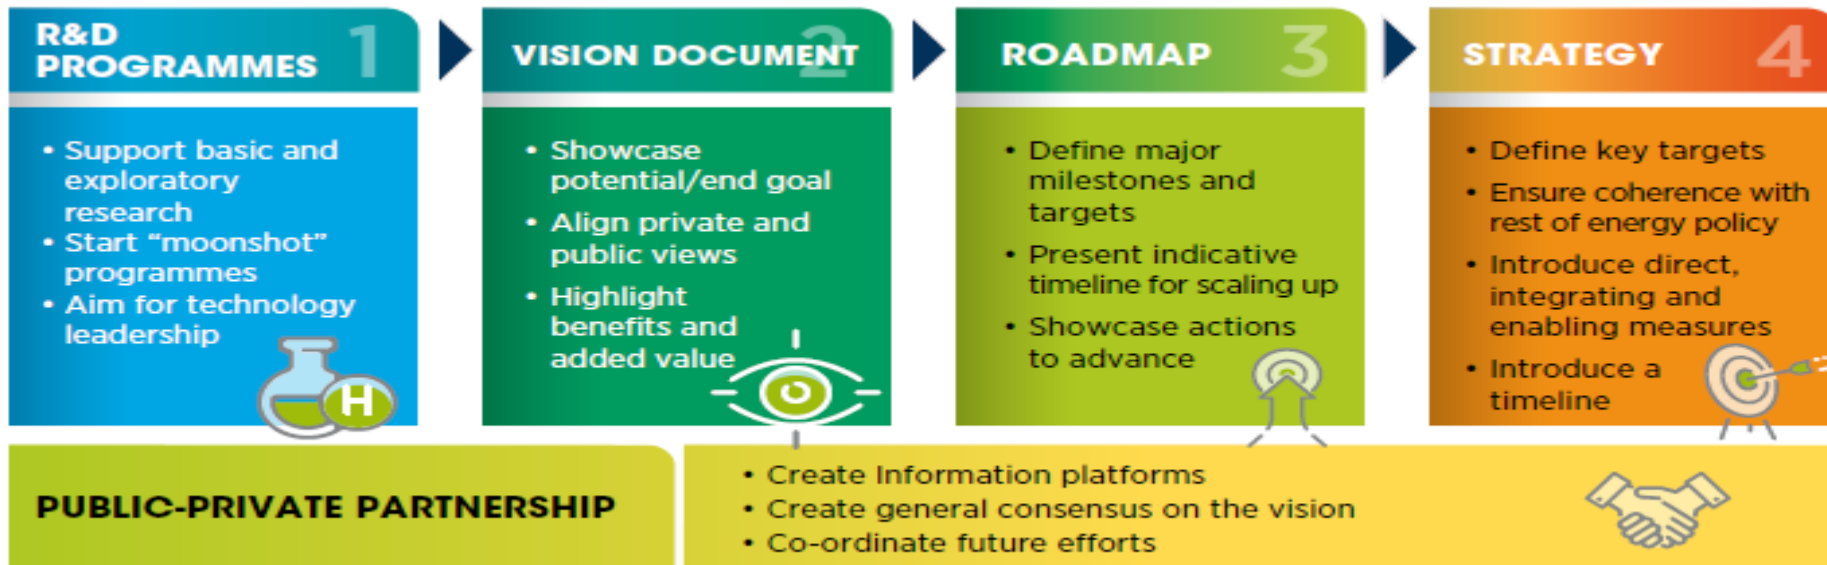 R&D
PROGRAMMES
1
• Support basic and
exploratory
research
• Start “moonshot”
programmes
• Aim for technology
leadership
H
VISION DOCUMENT
2
• Showcase
potential/end goal
• Align private and
public views
• Highlight
benefits and
added value
ROADMAP
3
• Define major
milestones and
targets
• Present indicative
timeline for scaling up
• Showcase actions
to advance
STRATEGY
4
• Define key targets
• Ensure coherence with
rest of energy policy
• Introduce direct,
integrating and
enabling measures
• Introduce a
timeline
PUBLIC-PRIVATE PARTNERSHIP
• Create Information platforms
• Create general consensus on the vision
• Co-ordinate future efforts